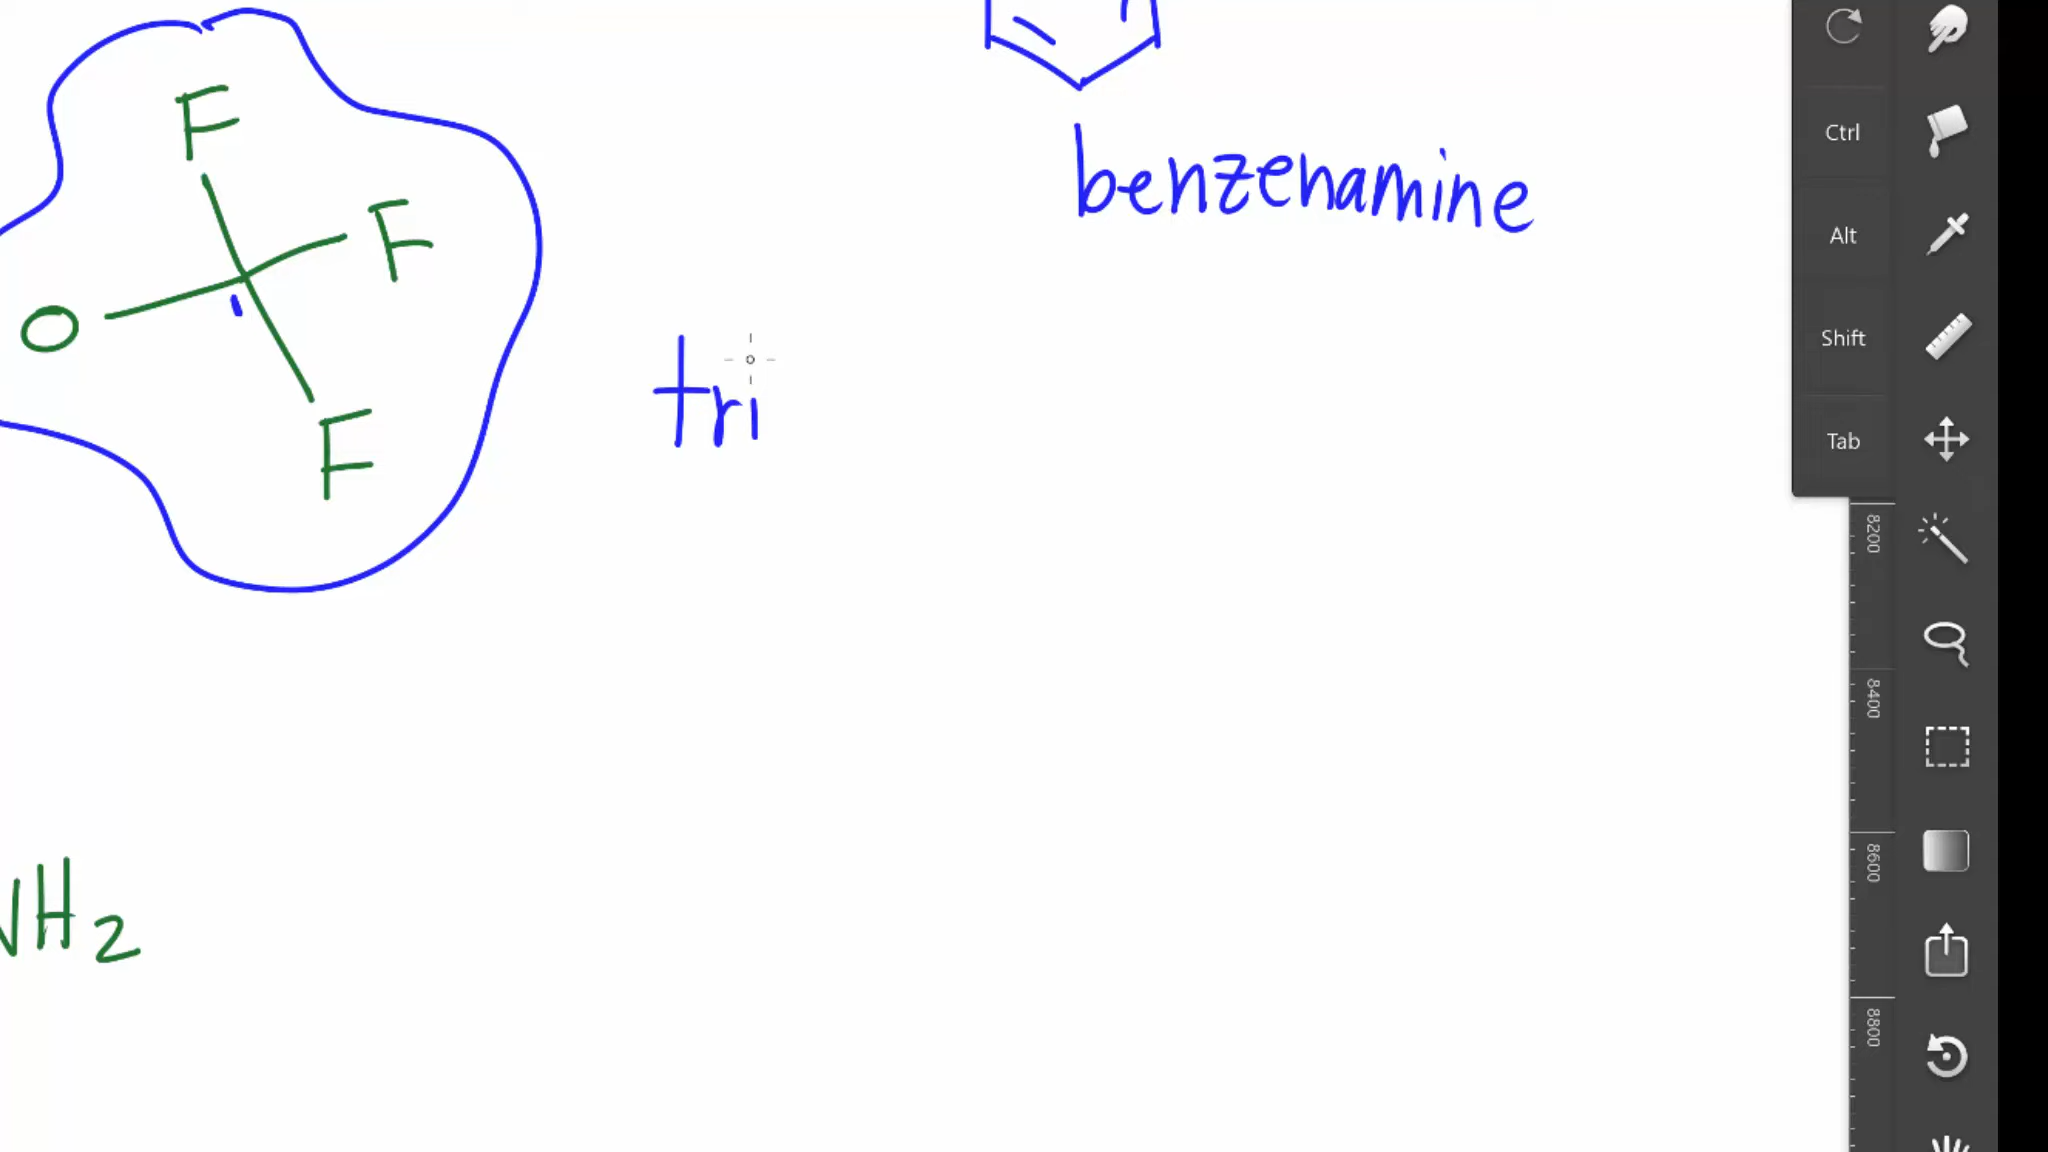 F
benzenamine
F
O
tri
F
NH2
Ctrl
Alt
Shift
Tab
8200
8400
8600
8800